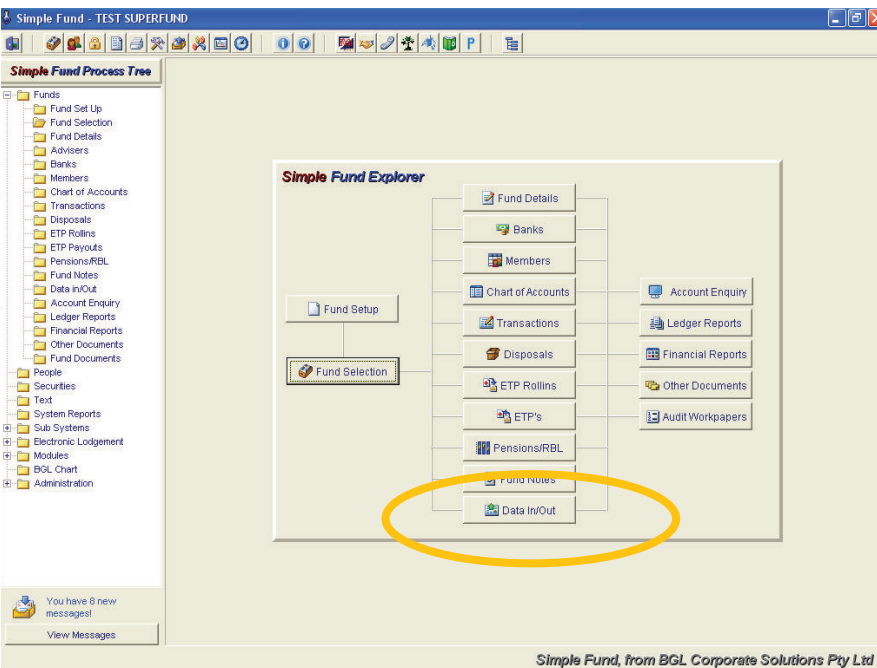 Simple Fund - TEST SUPERFUND
P
Simple Fund Process Tree
Funds
Fund Set Up
Fund Selection
Fund Details
Advisers
Banks
Members
Chart of Accounts
Transactions
Disposals
ETP Rollins
ETP Payouts
Pensions/RBL
Fund Notes
Data in/Out
Account Enquiry
Ledger Reports
Financial Reports
Other Documents
Fund Documents
People
Securities
Text
System Reports
Sub Systems
Electronic Lodgement
Modules
BGL Chart
Administration
You have 8 new
messages!
View Messages
Simple Fund Explorer
Fund Setup
Fund Selection
Fund Details
Banks
Members
Chart of Accounts
Transactions
Disposals
ETP Rollins
ETP's
Pensions/RBL
Fund Notes
Data In/Out
Account Enquiry
Ledger Reports
Financial Reports
Other Documents
Audit Workpapers
Simple Fund, from BGL Corporate Solutions Pty Ltd